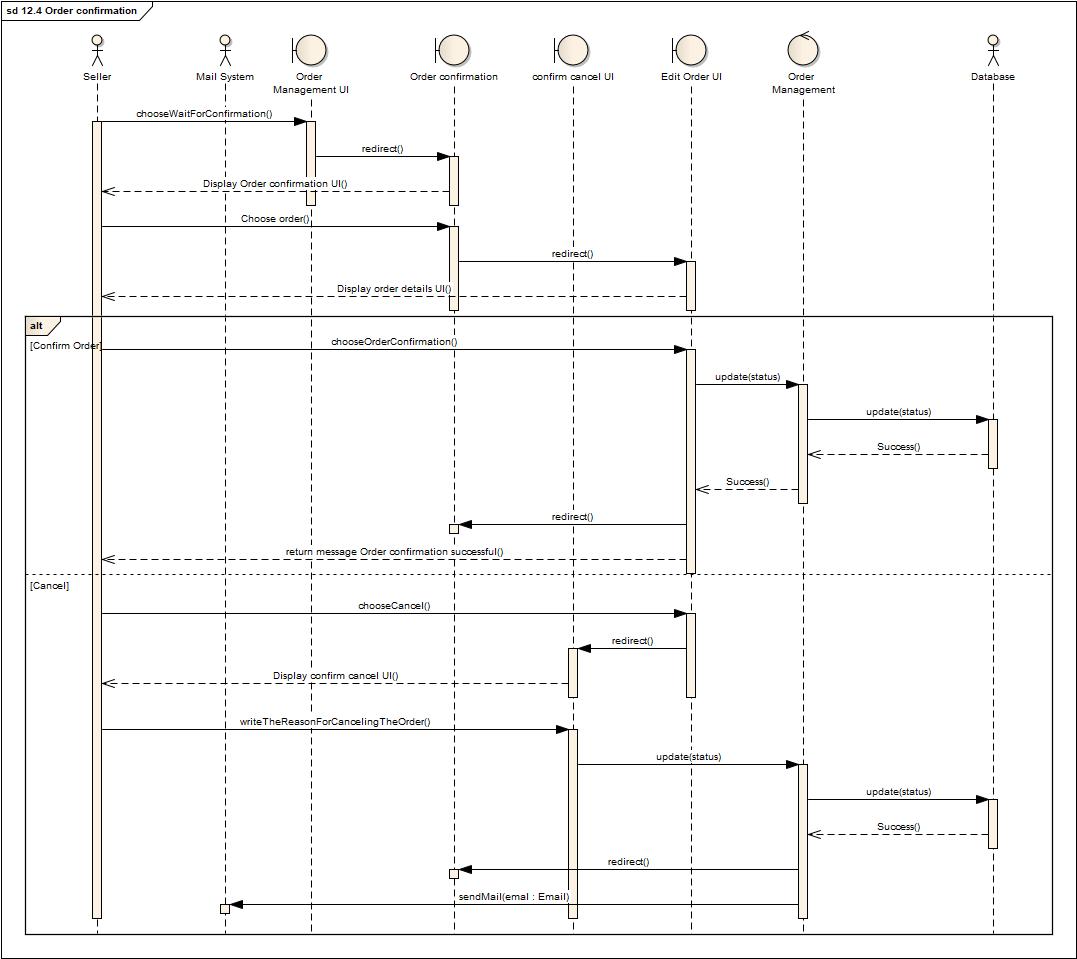 sd 12.4 Order confirmation
Seller
Mail System
Order
Management UI
Order confirmation
confirm cancel UI
Edit Order UI
Order
Management
Database
chooseWaitForConfirmation()
redirect()
Display Order confirmation UI()
Choose order()
redirect()
Display order details UI()
alt
[Confirm Order]
chooseOrderConfirmation()
update(status)
update(status)
Success()
Success()
redirect()
return message Order confirmation successful()
[Cancel]
chooseCancel()
redirect()
Display confirm cancel UI()
writeTheReasonForCancelingTheOrder()
update(status)
update(status)
Success()
redirect()
sendMail(emal : Email)